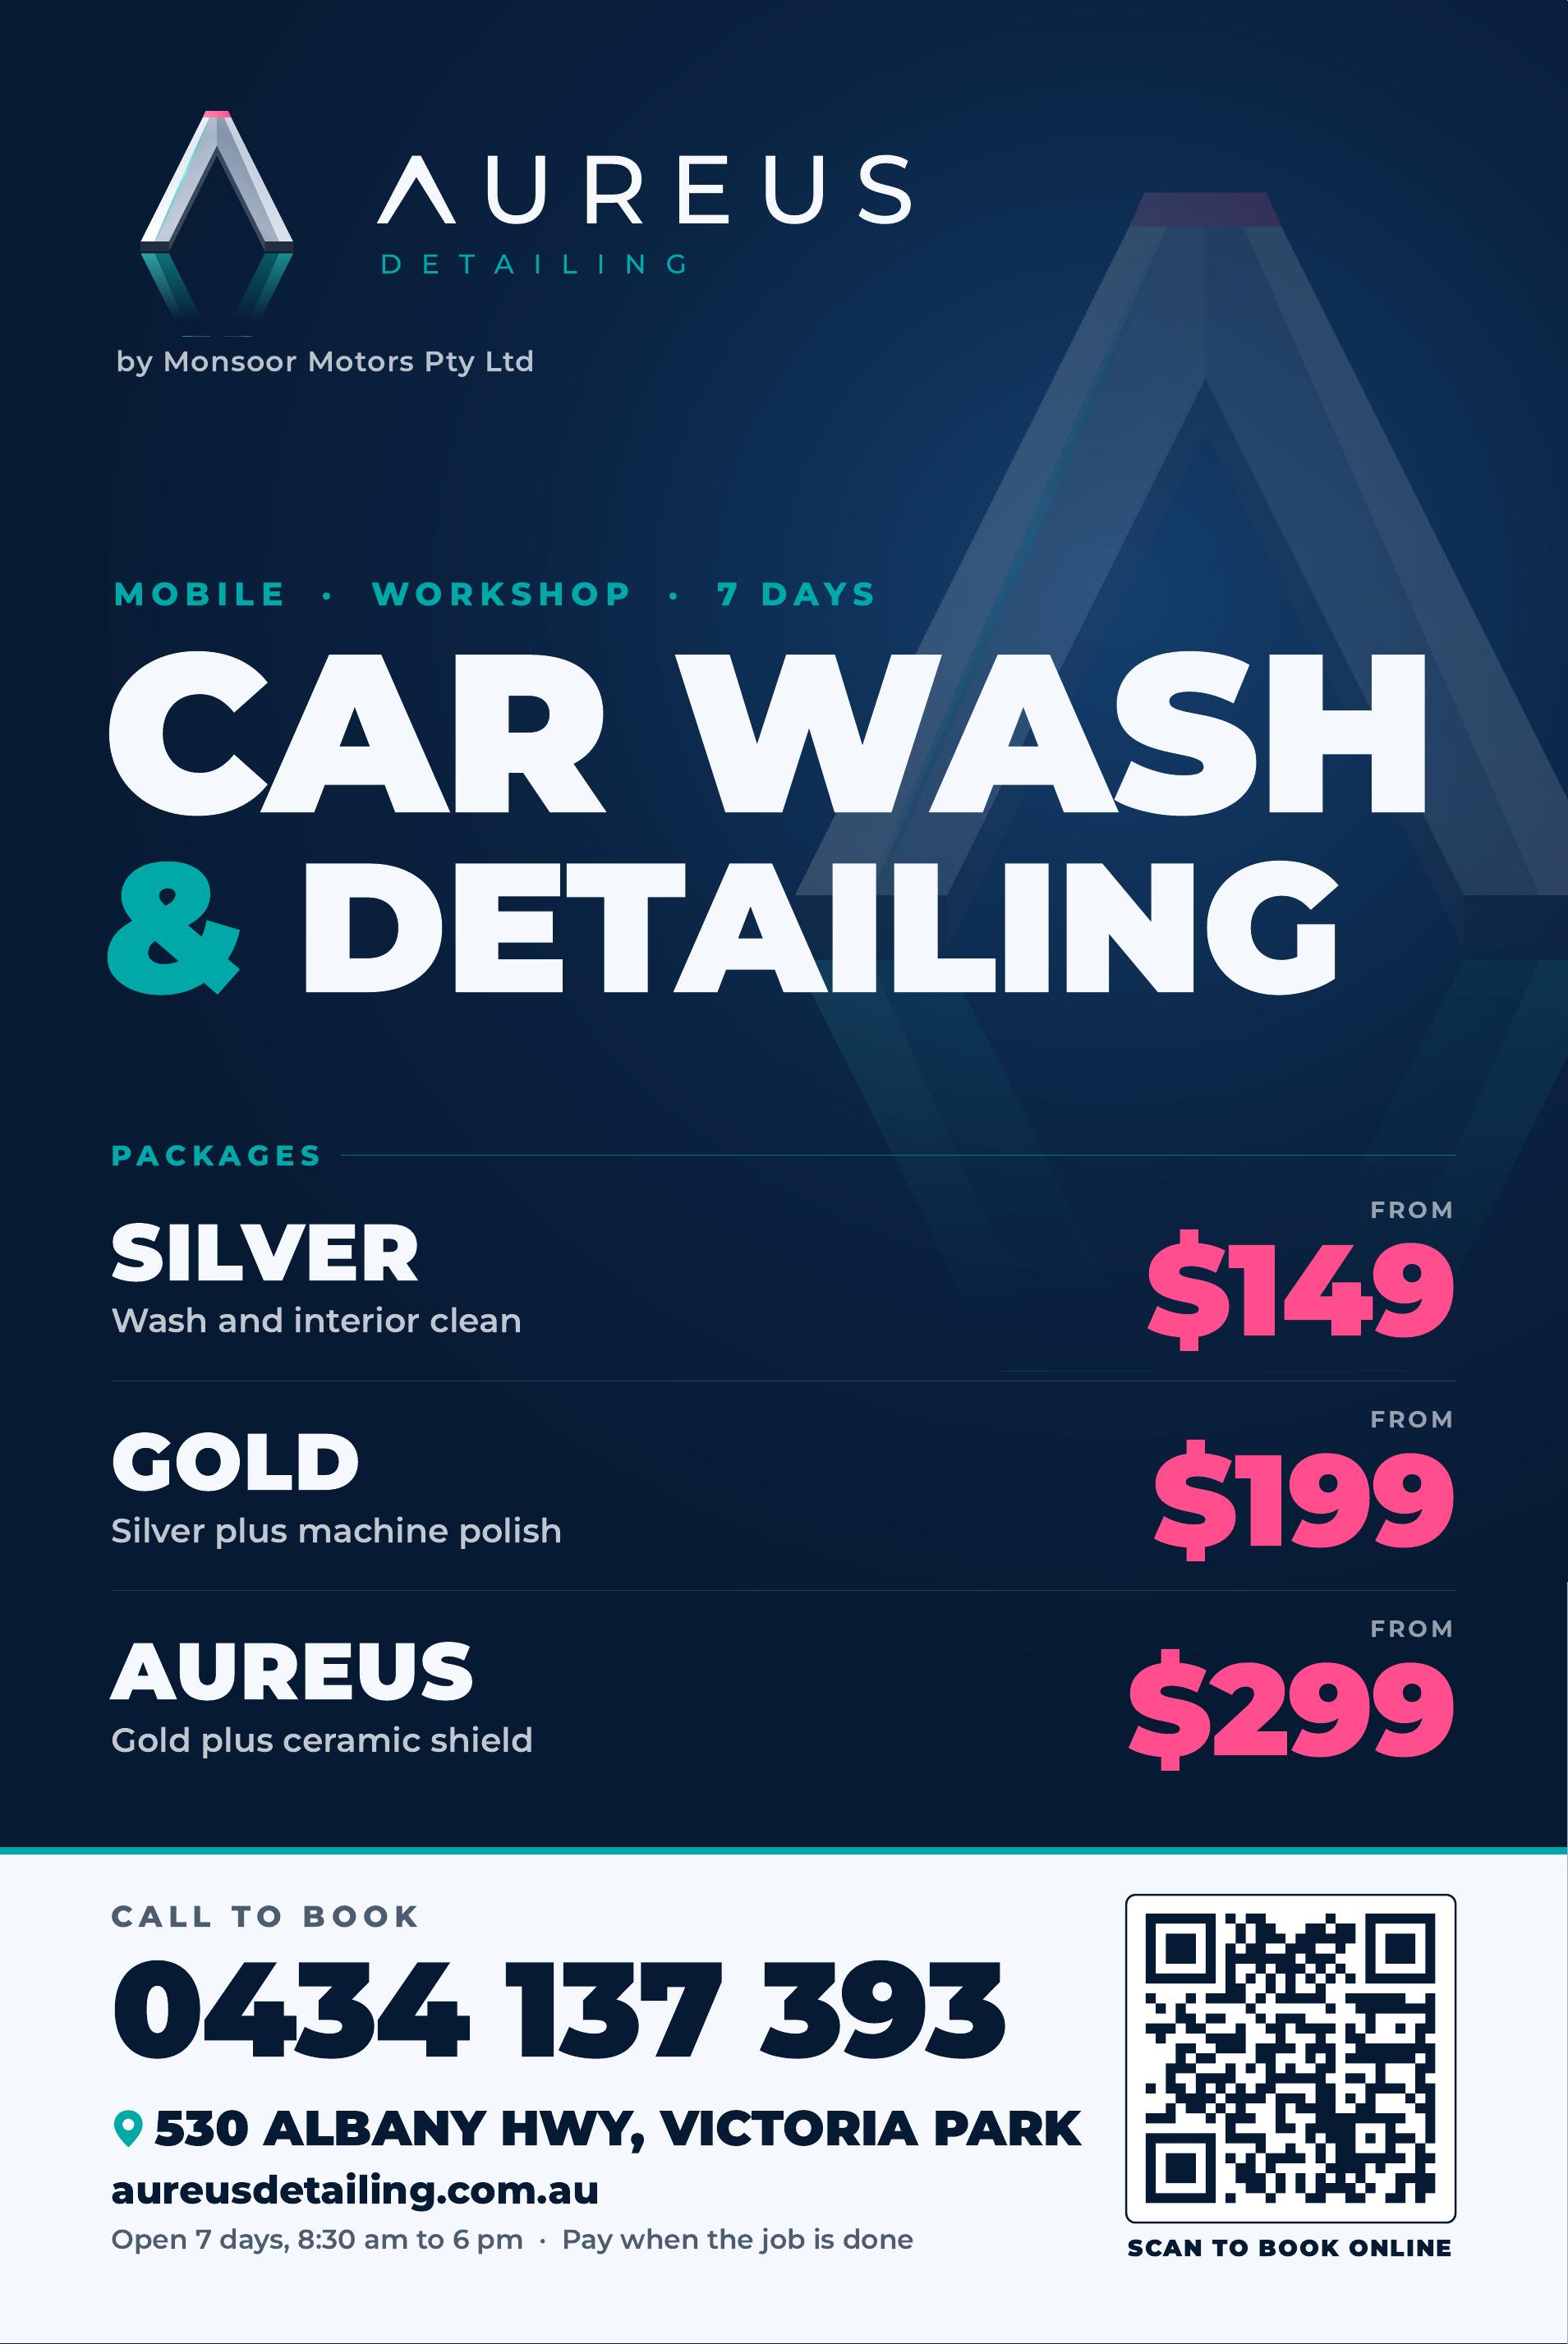 AUREUS
DETAILING
by Monsoor Motors Pty Ltd
MOBILE · WORKSHOP · 7 DAYS
CAR WASH
& DETAILING
PACKAGES
FROM
SILVER
$149
Wash and interior clean
FROM
GOLD
$199
Silver plus machine polish
FROM
AUREUS
$299
Gold plus ceramic shield
CALL TO BOOK
0434 137 393
530 ALBANY HWY, VICTORIA PARK
aureusdetailing.com.au
Open 7 days, 8:30 am to 6 pm · Pay when the job is done
SCAN TO BOOK ONLINE